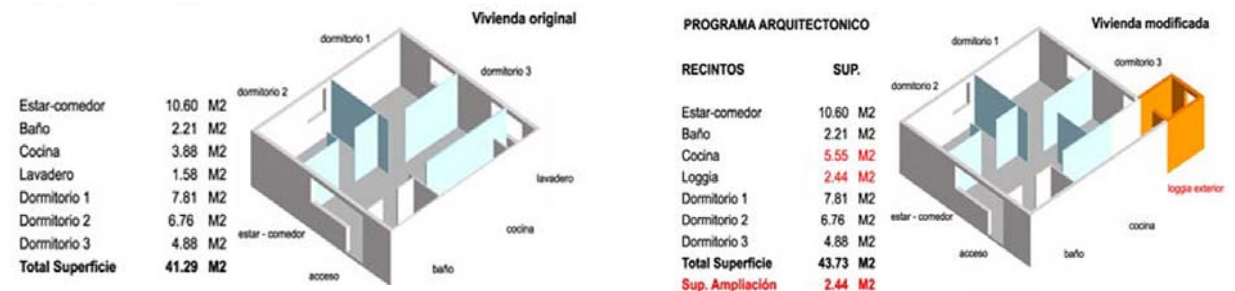 Vivienda original
dormitorio 1
dormitorio 3
dormitorio 2
Estar-comedor 10.60 M2
Baño 2.21 M2
Cocina 3.88 M2
Lavadero 1.58 M2
Dormitorio 1 7.81 M2
Dormitorio 2 6.76 M2
Dormitorio 3 4.88 M2
Total Superficie 41.29 M2
lavadero
cocina
estar - comedor
baño
acceso
PROGRAMA ARQUITECTONICO
Vivienda modificada
RECINTOS SUP.
dormitorio 1
dormitorio 3
dormitorio 2
Estar-comedor 10.60 M2
Baño 2.21 M2
Cocina 5.55 M2
Loggia 2.44 M2
Dormitorio 1 7.81 M2
Dormitorio 2 6.76 M2
Dormitorio 3 4.88 M2
Total Superficie 43.73 M2
Sup. Ampliación 2.44 M2
loggia exterior
cocina
estar - comedor
acceso
baño